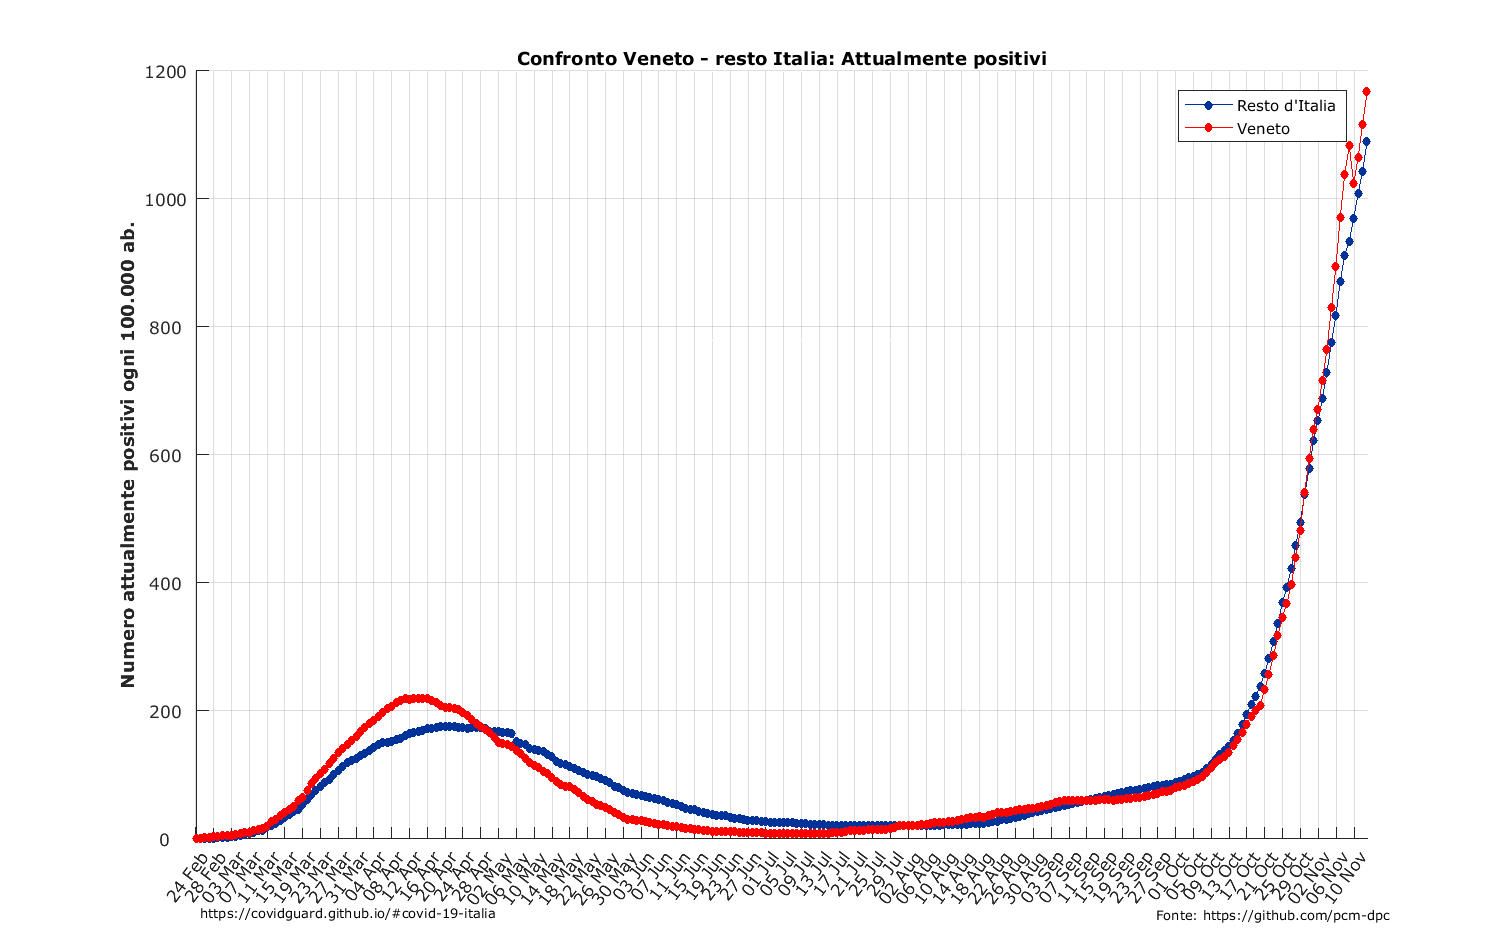 Confronto Veneto - resto Italia: Attualmente positivi
Numero attualmente positivi ogni 100.000 ab.
1200
1000
800
600
400
200
0
Resto d'Italia
Veneto
24 Feb
28 Feb
03 Mar
07 Mar
11 Mar
15 Mar
19 Mar
23 Mar
27 Mar
31 Mar
04 Apr
08 Apr
12 Apr
16 Apr
20 Apr
24 Apr
28 Apr
02 May
06 May
10 May
14 May
18 May
22 May
26 May
30 May
03 Jun
07 Jun
11 Jun
15 Jun
19 Jun
23 Jun
27 Jun
01 Jul
05 Jul
09 Jul
13 Jul
17 Jul
21 Jul
25 Jul
29 Jul
02 Aug
06 Aug
10 Aug
14 Aug
18 Aug
22 Aug
26 Aug
30 Aug
03 Sep
07 Sep
11 Sep
15 Sep
19 Sep
23 Sep
27 Sep
01 Oct
05 Oct
09 Oct
13 Oct
17 Oct
21 Oct
25 Oct
29 Oct
02 Nov
06 Nov
10 Nov
https://covidguard.github.io/#covid-19-italia
Fonte: https://github.com/pcm-dpc